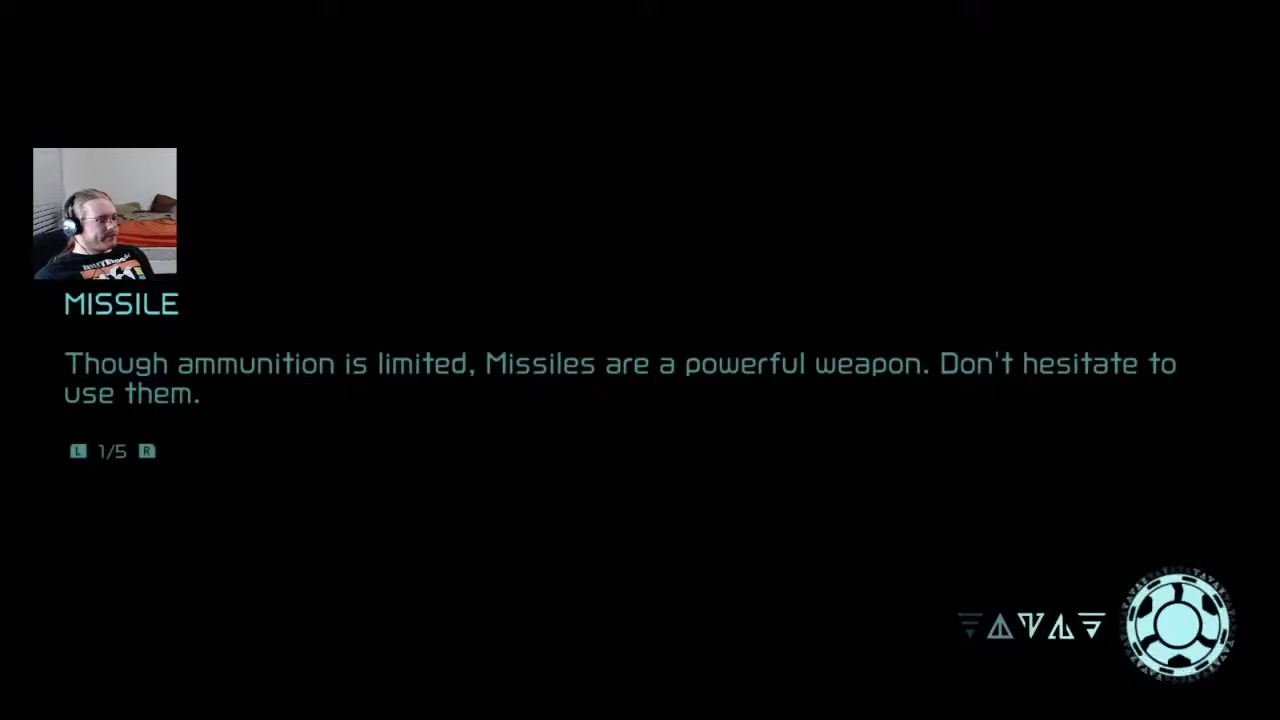 MISSILE
Though ammunition is limited, Missiles are a powerful weapon. Don't hesitate to
use them.
L 1/5 R